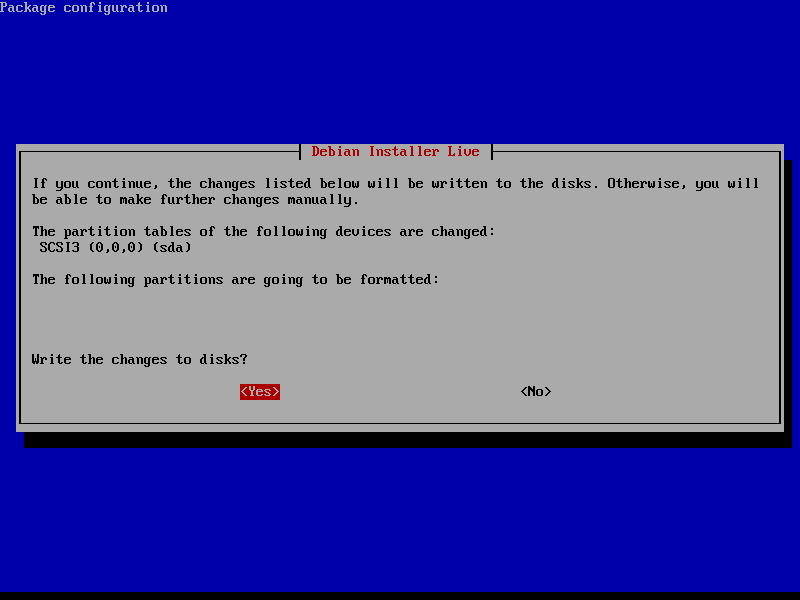 Package configuration
Debian Installer Live
If you continue, the changes listed below will be written to the disks. Otherwise, you will
be able to make further changes manually.
The partition tables of the following devices are changed:
SCSI3 (0,0,0) (sda)
The following partitions are going to be formatted:
Write the changes to disks?
<Yes> <No>